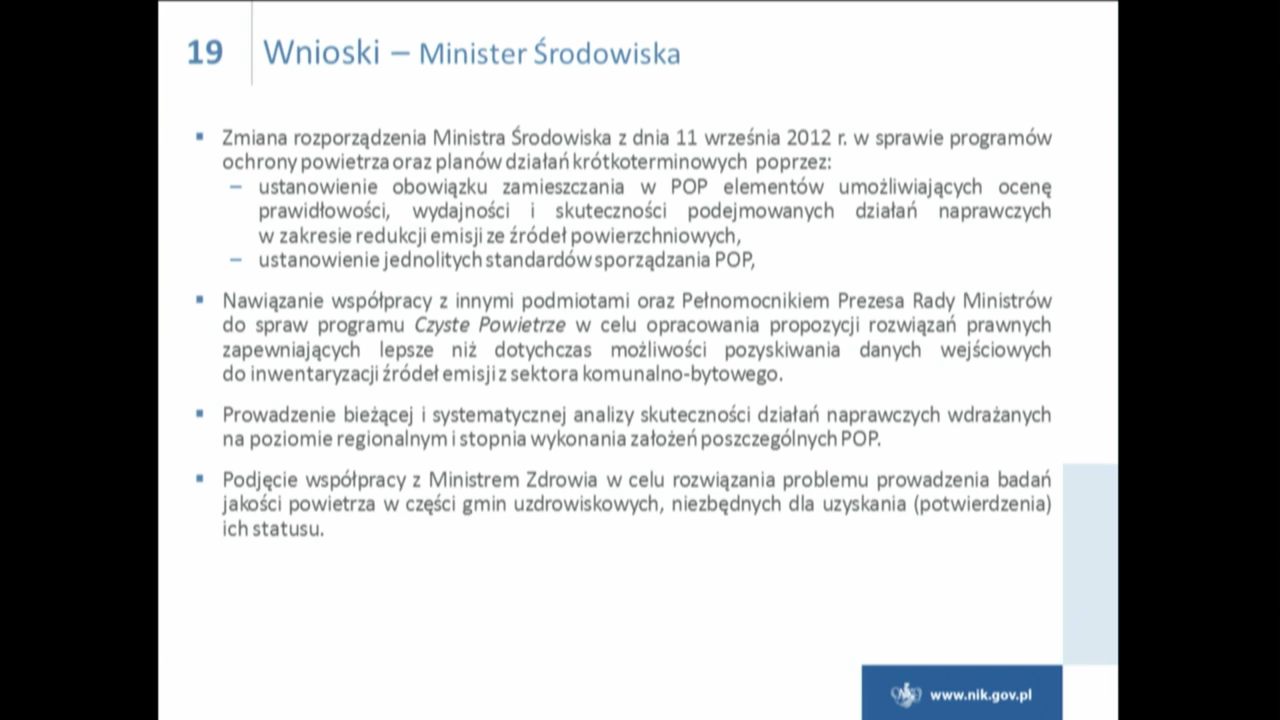 19
Wnioski – Minister Środowiska
▪ Zmiana rozporządzenia Ministra Środowiska z dnia 11 września 2012 r. w sprawie programów
ochrony powietrza oraz planów działań krótkoterminowych poprzez:
– ustanowienie obowiązku zamieszczania w POP elementów umożliwiających ocenę
prawidłowości, wydajności i skuteczności podejmowanych działań naprawczych
w zakresie redukcji emisji ze źródeł powierzchniowych,
– ustanowienie jednolitych standardów sporządzania POP,
▪ Nawiązanie współpracy z innymi podmiotami oraz Pełnomocnikiem Prezesa Rady Ministrów
do spraw programu Czyste Powietrze w celu opracowania propozycji rozwiązań prawnych
zapewniających lepsze niż dotychczas możliwości pozyskiwania danych wejściowych
do inwentaryzacji źródeł emisji z sektora komunalno-bytowego.
▪ Prowadzenie bieżącej i systematycznej analizy skuteczności działań naprawczych wdrażanych
na poziomie regionalnym i stopnia wykonania założeń poszczególnych POP.
▪ Podjęcie współpracy z Ministrem Zdrowia w celu rozwiązania problemu prowadzenia badań
jakości powietrza w części gmin uzdrowiskowych, niezbędnych dla uzyskania (potwierdzenia)
ich statusu.
www.nik.gov.pl